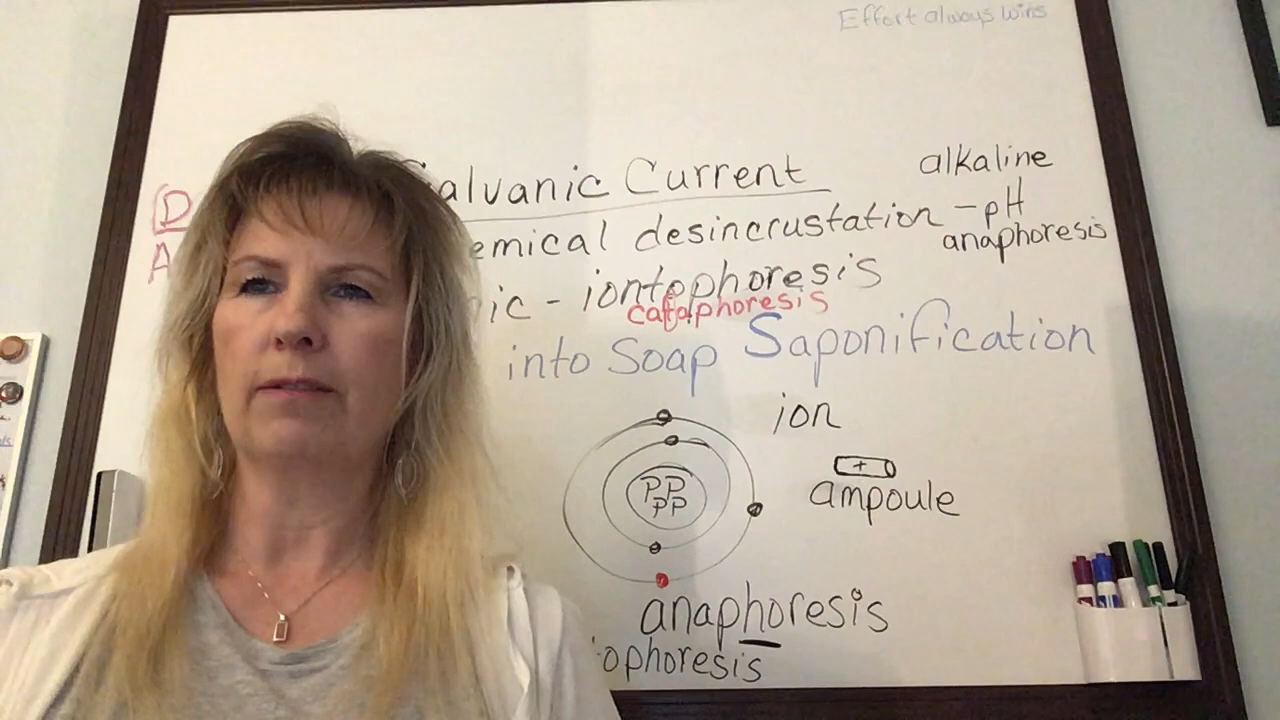 Effort always wins
Galvanic Current
alkaline
D
emical desincrustation - pH
anaphoresis
A
nic - iontophoresis
cataphoresis
into Soap Saponification
ion
PP
PP
+
ampoule
anaphoresis
tophoresis